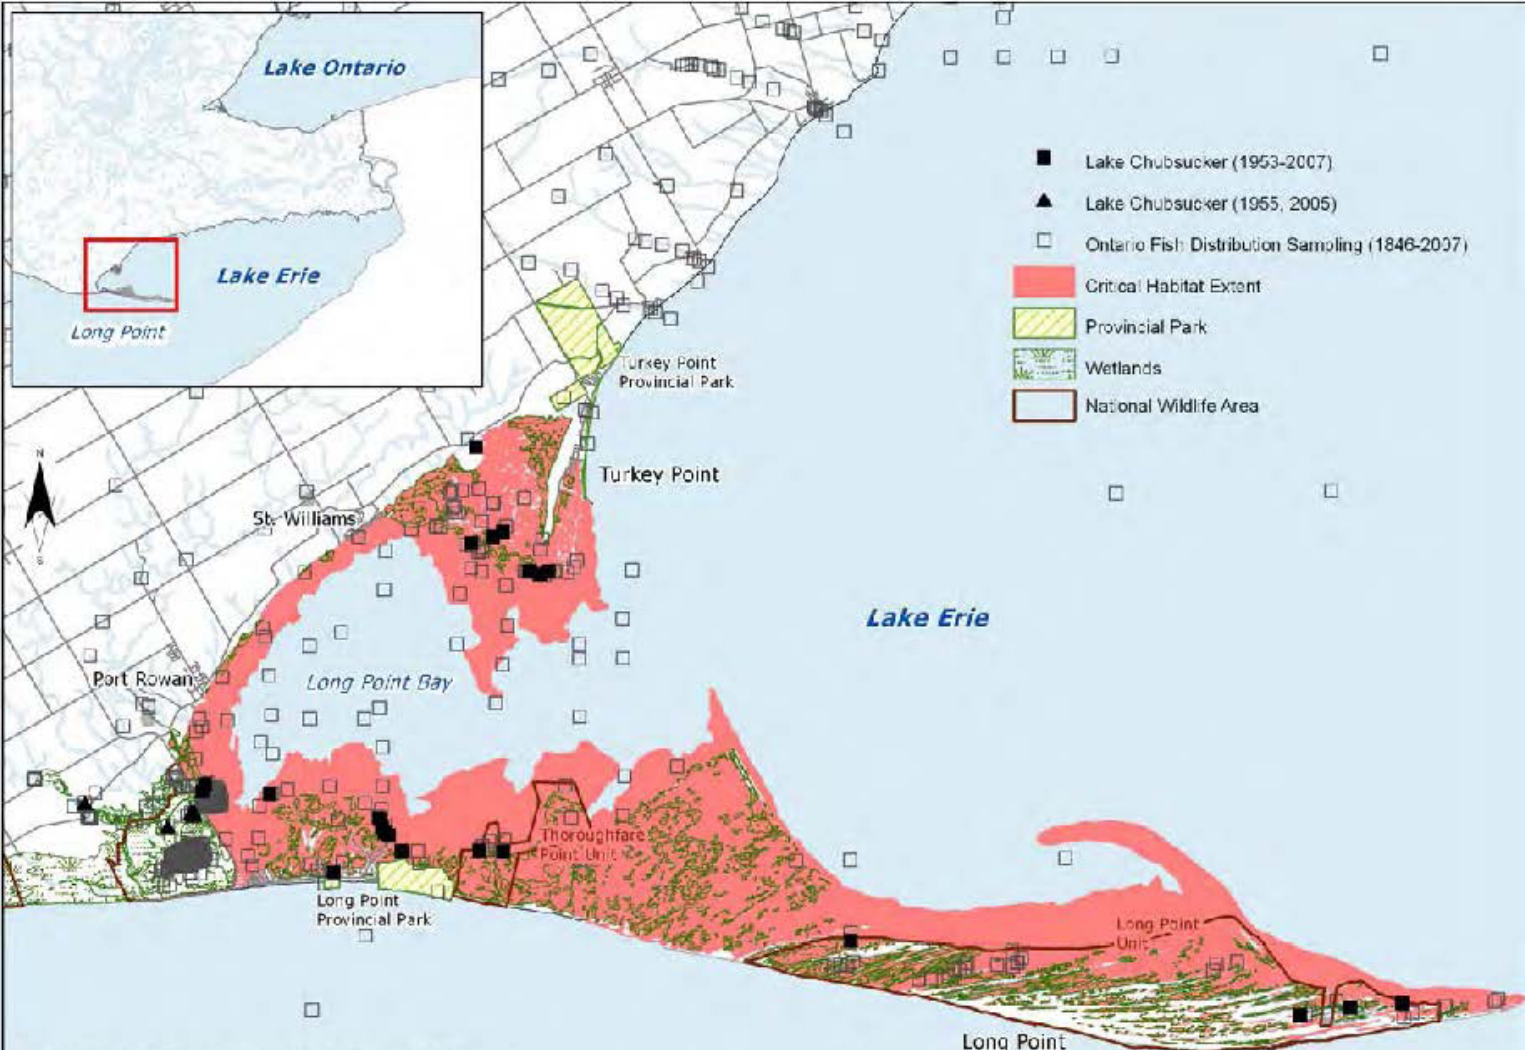 Lake Ontario
Lake Erie
Long Point
Lake Chubsucker (1953-2007)
Lake Chubsucker (1955, 2005)
Ontario Fish Distribution Sampling (1846-2007)
Critical Habitat Extent
Provincial Park
Wetlands
National Wildlife Area
Turkey Point
Provincial Park
N
Turkey Point
St. Williams
S
Lake Erie
Port Rowan
Long Point Bay
Thoroughfare
Point Unit
Long Point
Provincial Park
Long Point
Unit
Long Point